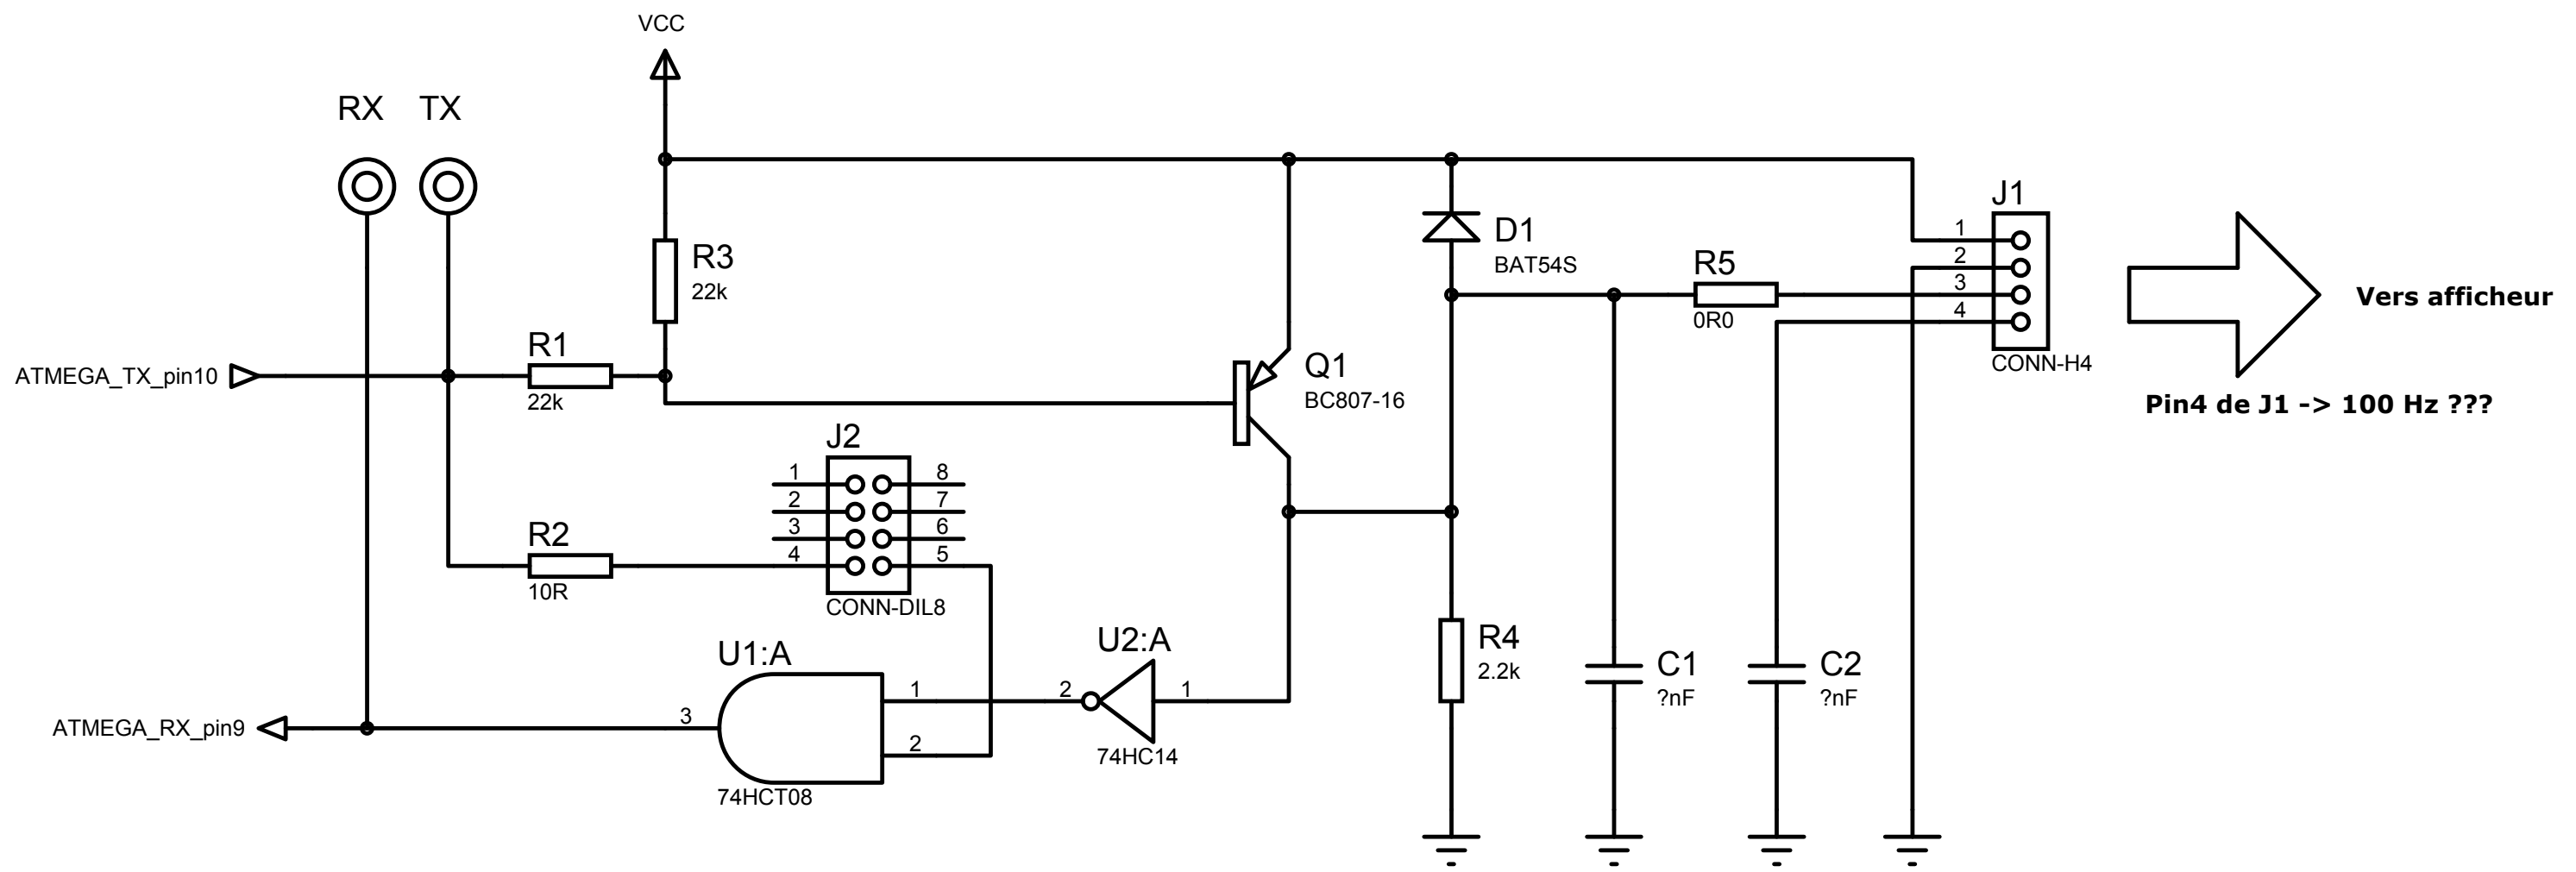 VCC
RX
TX
R3
22k
D1
BAT54S
J1
1
2
3
4
CONN-H4
R5
0R0
Vers afficheur
Pin4 de J1 -> 100 Hz ???
ATMEGA_TX_pin10
R1
22k
Q1
BC807-16
J2
1
2
3
4
8
7
6
5
CONN-DIL8
R2
10R
U1:A
1
2
3
74HCT08
U2:A
2
1
74HC14
R4
2.2k
C1
?nF
C2
?nF
ATMEGA_RX_pin9